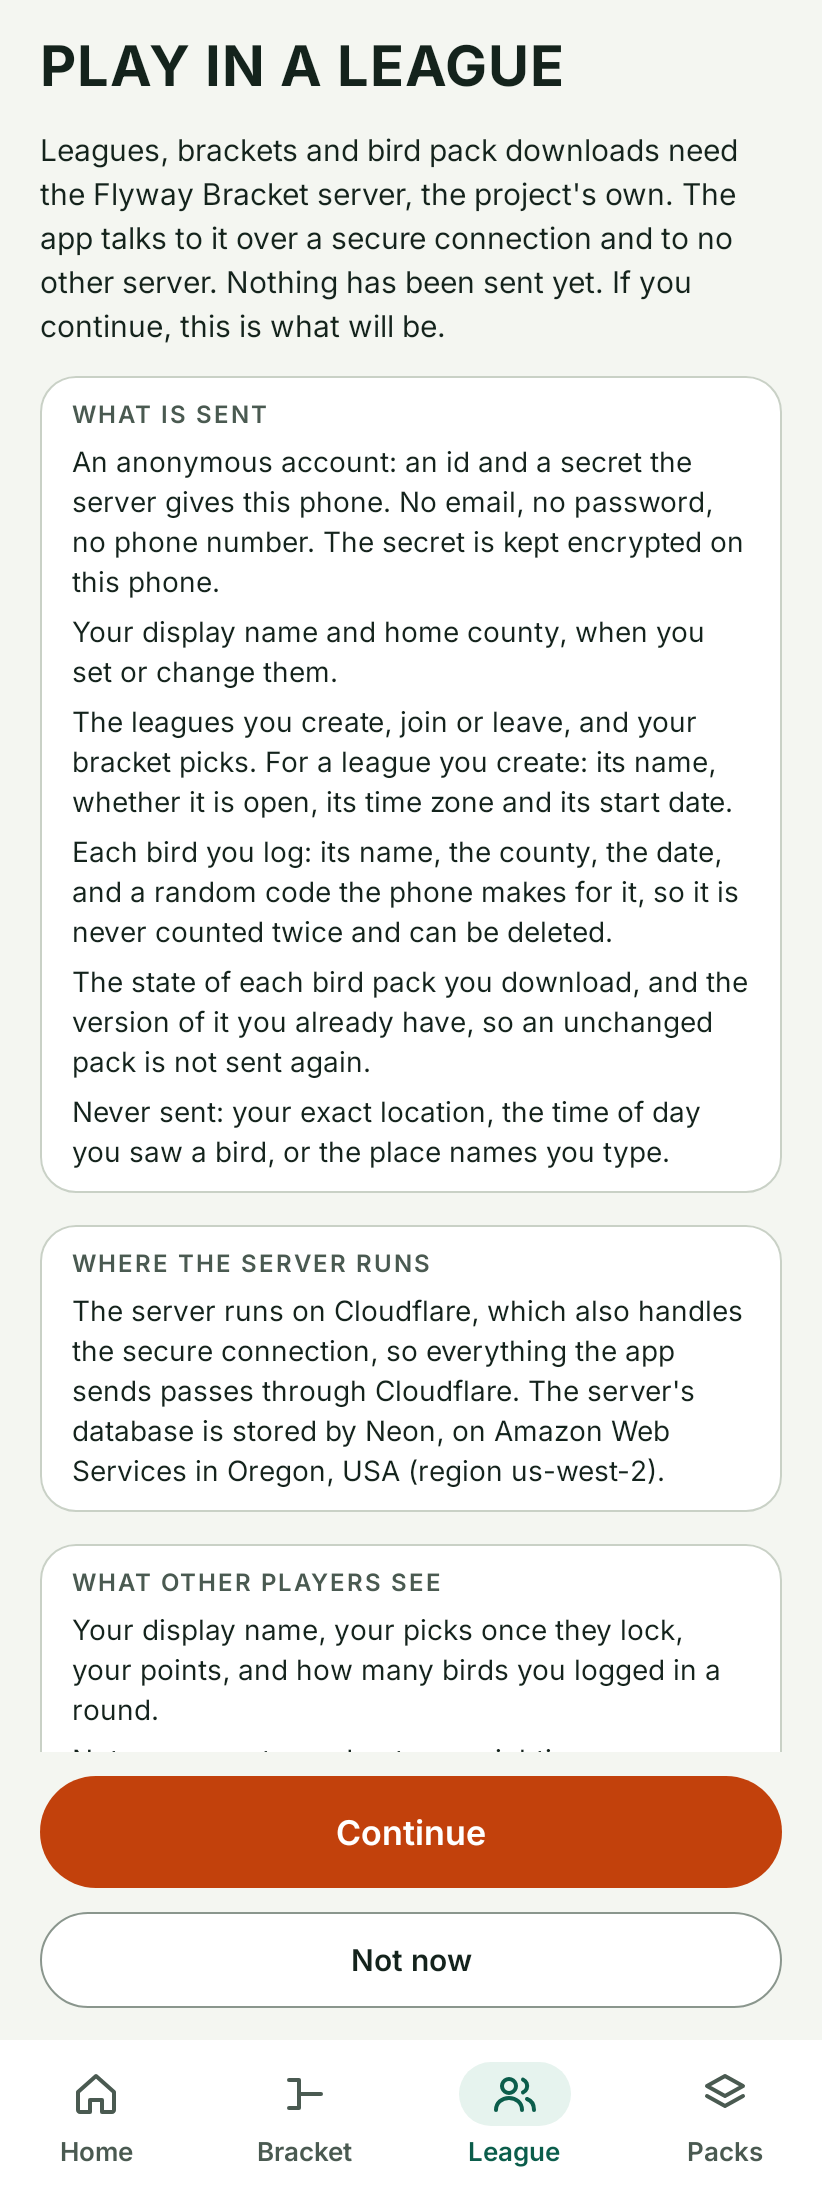 PLAY IN A LEAGUE
Leagues, brackets and bird pack downloads need
the Flyway Bracket server, the project's own. The
app talks to it over a secure connection and to no
other server. Nothing has been sent yet. If you
continue, this is what will be.
WHAT IS SENT
An anonymous account: an id and a secret the
server gives this phone. No email, no password,
no phone number. The secret is kept encrypted on
this phone.
Your display name and home county, when you
set or change them.
The leagues you create, join or leave, and your
bracket picks. For a league you create: its name,
whether it is open, its time zone and its start date.
Each bird you log: its name, the county, the date,
and a random code the phone makes for it, so it is
never counted twice and can be deleted.
The state of each bird pack you download, and the
version of it you already have, so an unchanged
pack is not sent again.
Never sent: your exact location, the time of day
you saw a bird, or the place names you type.
WHERE THE SERVER RUNS
The server runs on Cloudflare, which also handles
the secure connection, so everything the app
sends passes through Cloudflare. The server's
database is stored by Neon, on Amazon Web
Services in Oregon, USA (region us-west-2).
WHAT OTHER PLAYERS SEE
Your display name, your picks once they lock,
your points, and how many birds you logged in a
round.
Continue
Not now
Home
Bracket
League
Packs